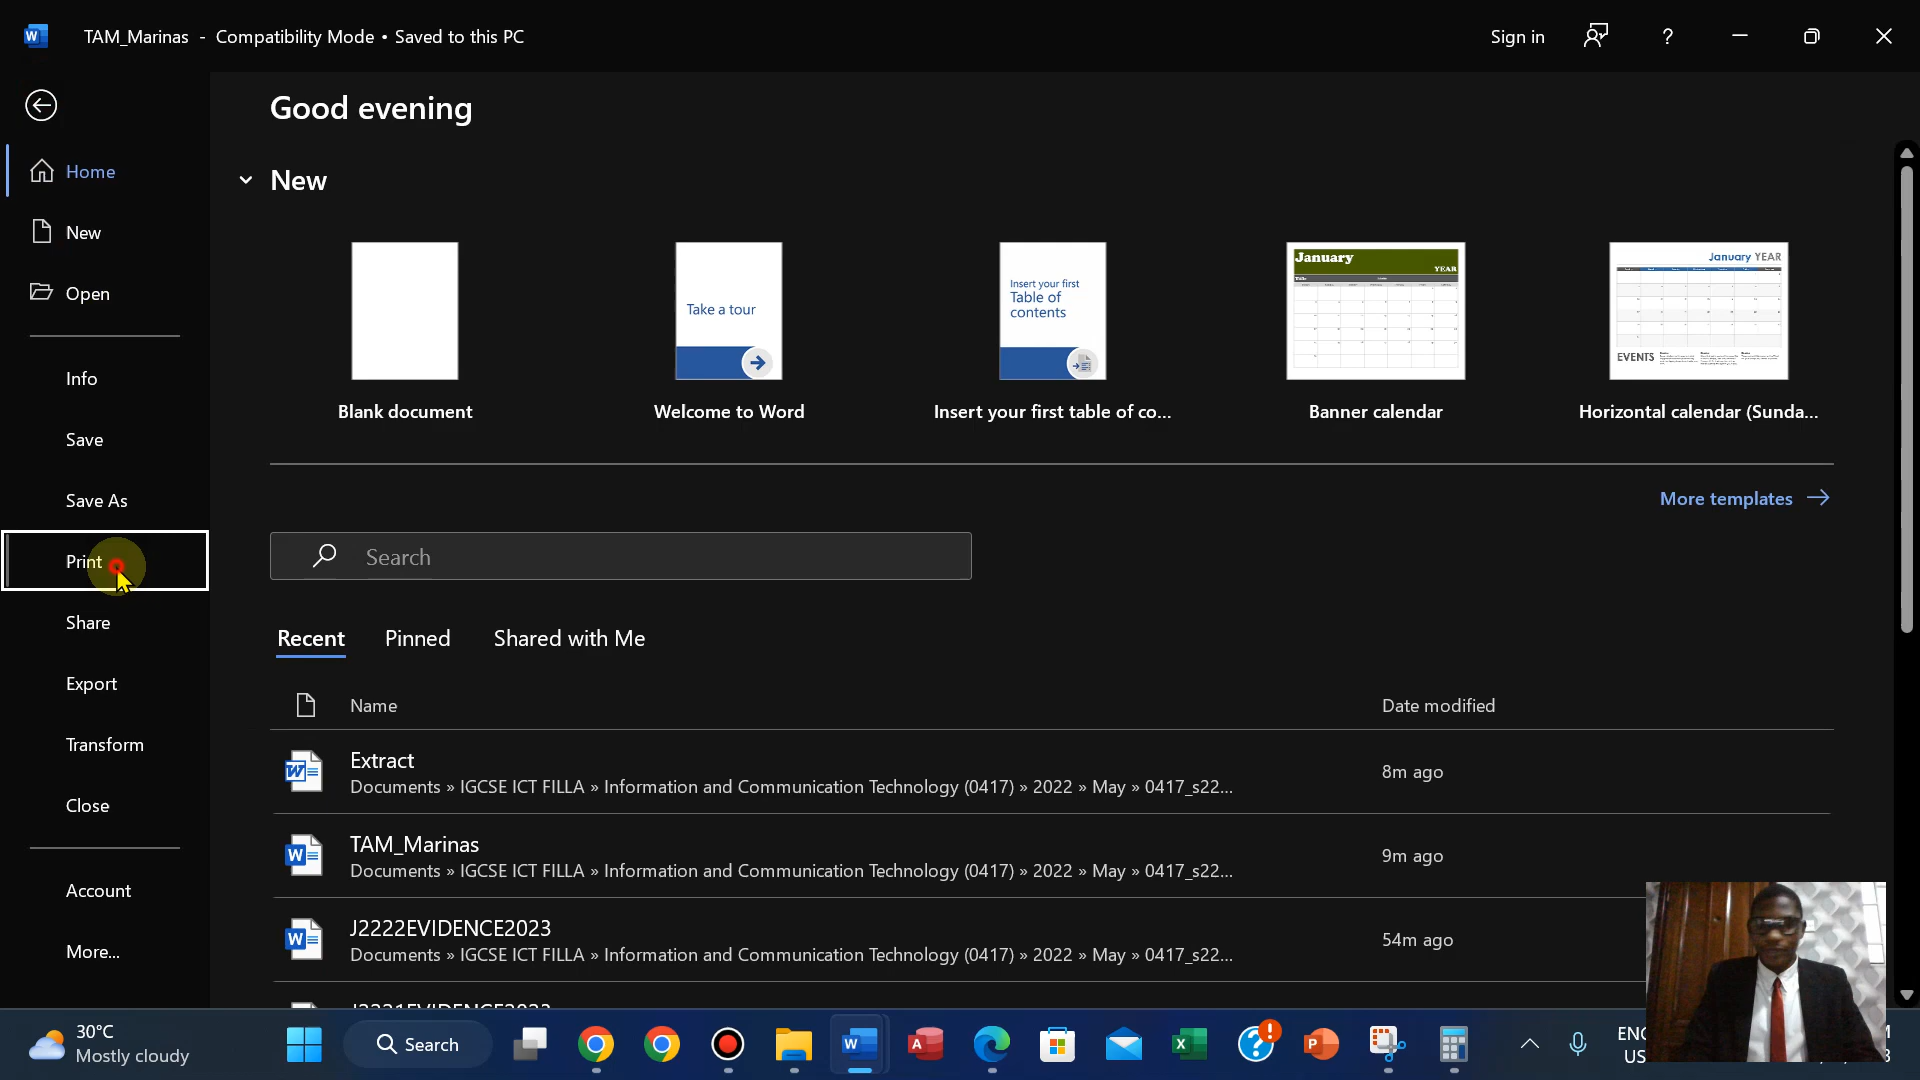 TAM_Marinas - Compatibility Mode • Saved to this PC
Sign in
?
Good evening
Home
New
New
Open
January
YEAR
January YEAR
Take a tour
Insert your first
Table of
contents
EVENTS
Info
Blank document
Welcome to Word
Insert your first table of co...
Banner calendar
Horizontal calendar (Sunda...
Save
Save As
More templates
Print
Search
Share
Recent
Pinned
Shared with Me
Export
Name
Date modified
Transform
Extract
Documents » IGCSE ICT FILLA » Information and Communication Technology (0417) » 2022 » May » 0417_s22...
8m ago
Close
TAM_Marinas
Documents » IGCSE ICT FILLA » Information and Communication Technology (0417) » 2022 » May » 0417_s22...
9m ago
Account
J2222EVIDENCE2023
Documents » IGCSE ICT FILLA » Information and Communication Technology (0417) » 2022 » May » 0417_s22...
54m ago
More...
30°C
Mostly cloudy
Search
US